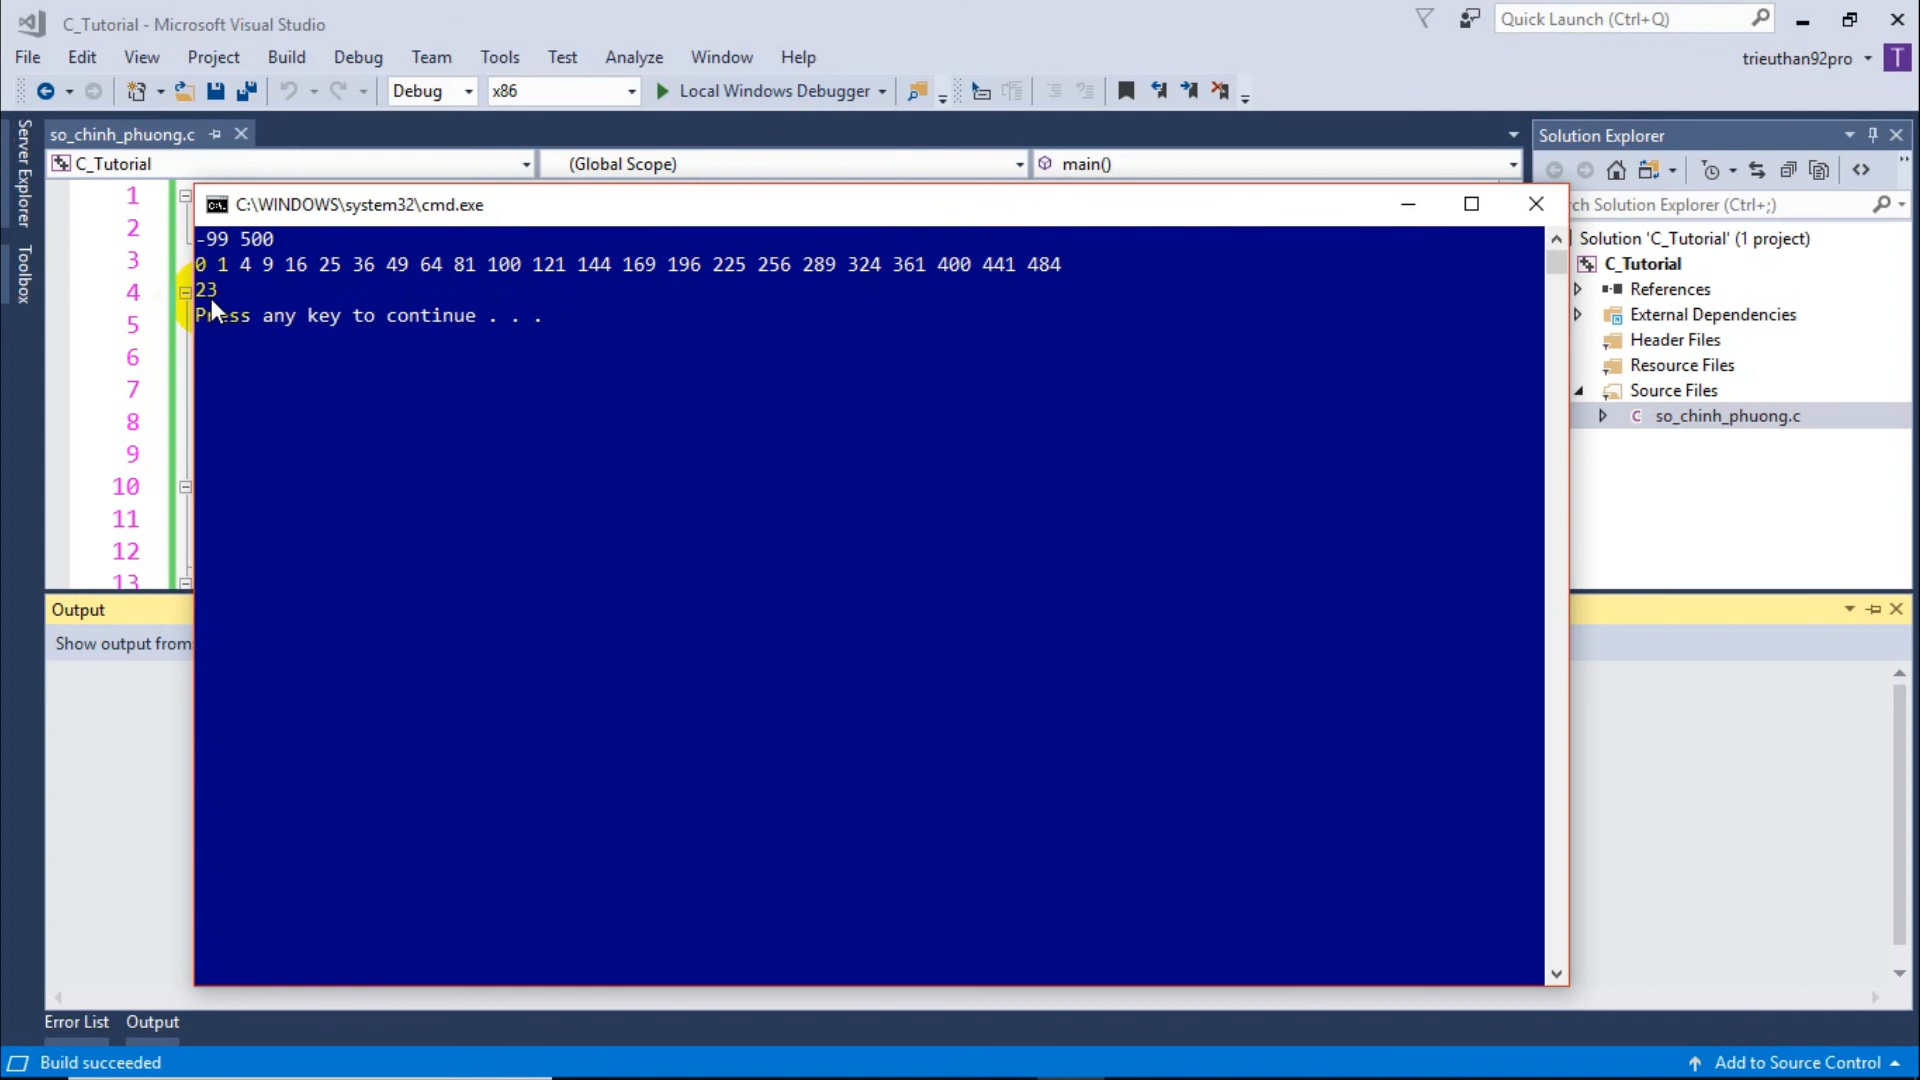 C_Tutorial - Microsoft Visual Studio
Quick Launch (Ctrl+Q)
File Edit View Project Build Debug Team Tools Test Analyze Window Help
trieuthan92pro
T
Debug x86 Local Windows Debugger
Server Explorer
Toolbox
so_chinh_phuong.c
C_Tutorial (Global Scope) main()
1
2
3
4
5
6
7
8
9
10
11
12
13
C:\WINDOWS\system32\cmd.exe
-99 500
0 1 4 9 16 25 36 49 64 81 100 121 144 169 196 225 256 289 324 361 400 441 484
23
Press any key to continue . . .
Solution Explorer
rch Solution Explorer (Ctrl+;)
Solution 'C_Tutorial' (1 project)
C_Tutorial
References
External Dependencies
Header Files
Resource Files
Source Files
C so_chinh_phuong.c
Output
Show output from:
Error List Output
Build succeeded
Add to Source Control